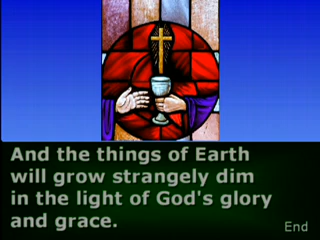 And the things of Earth
will grow strangely dim
in the light of God's glory
and grace.
End